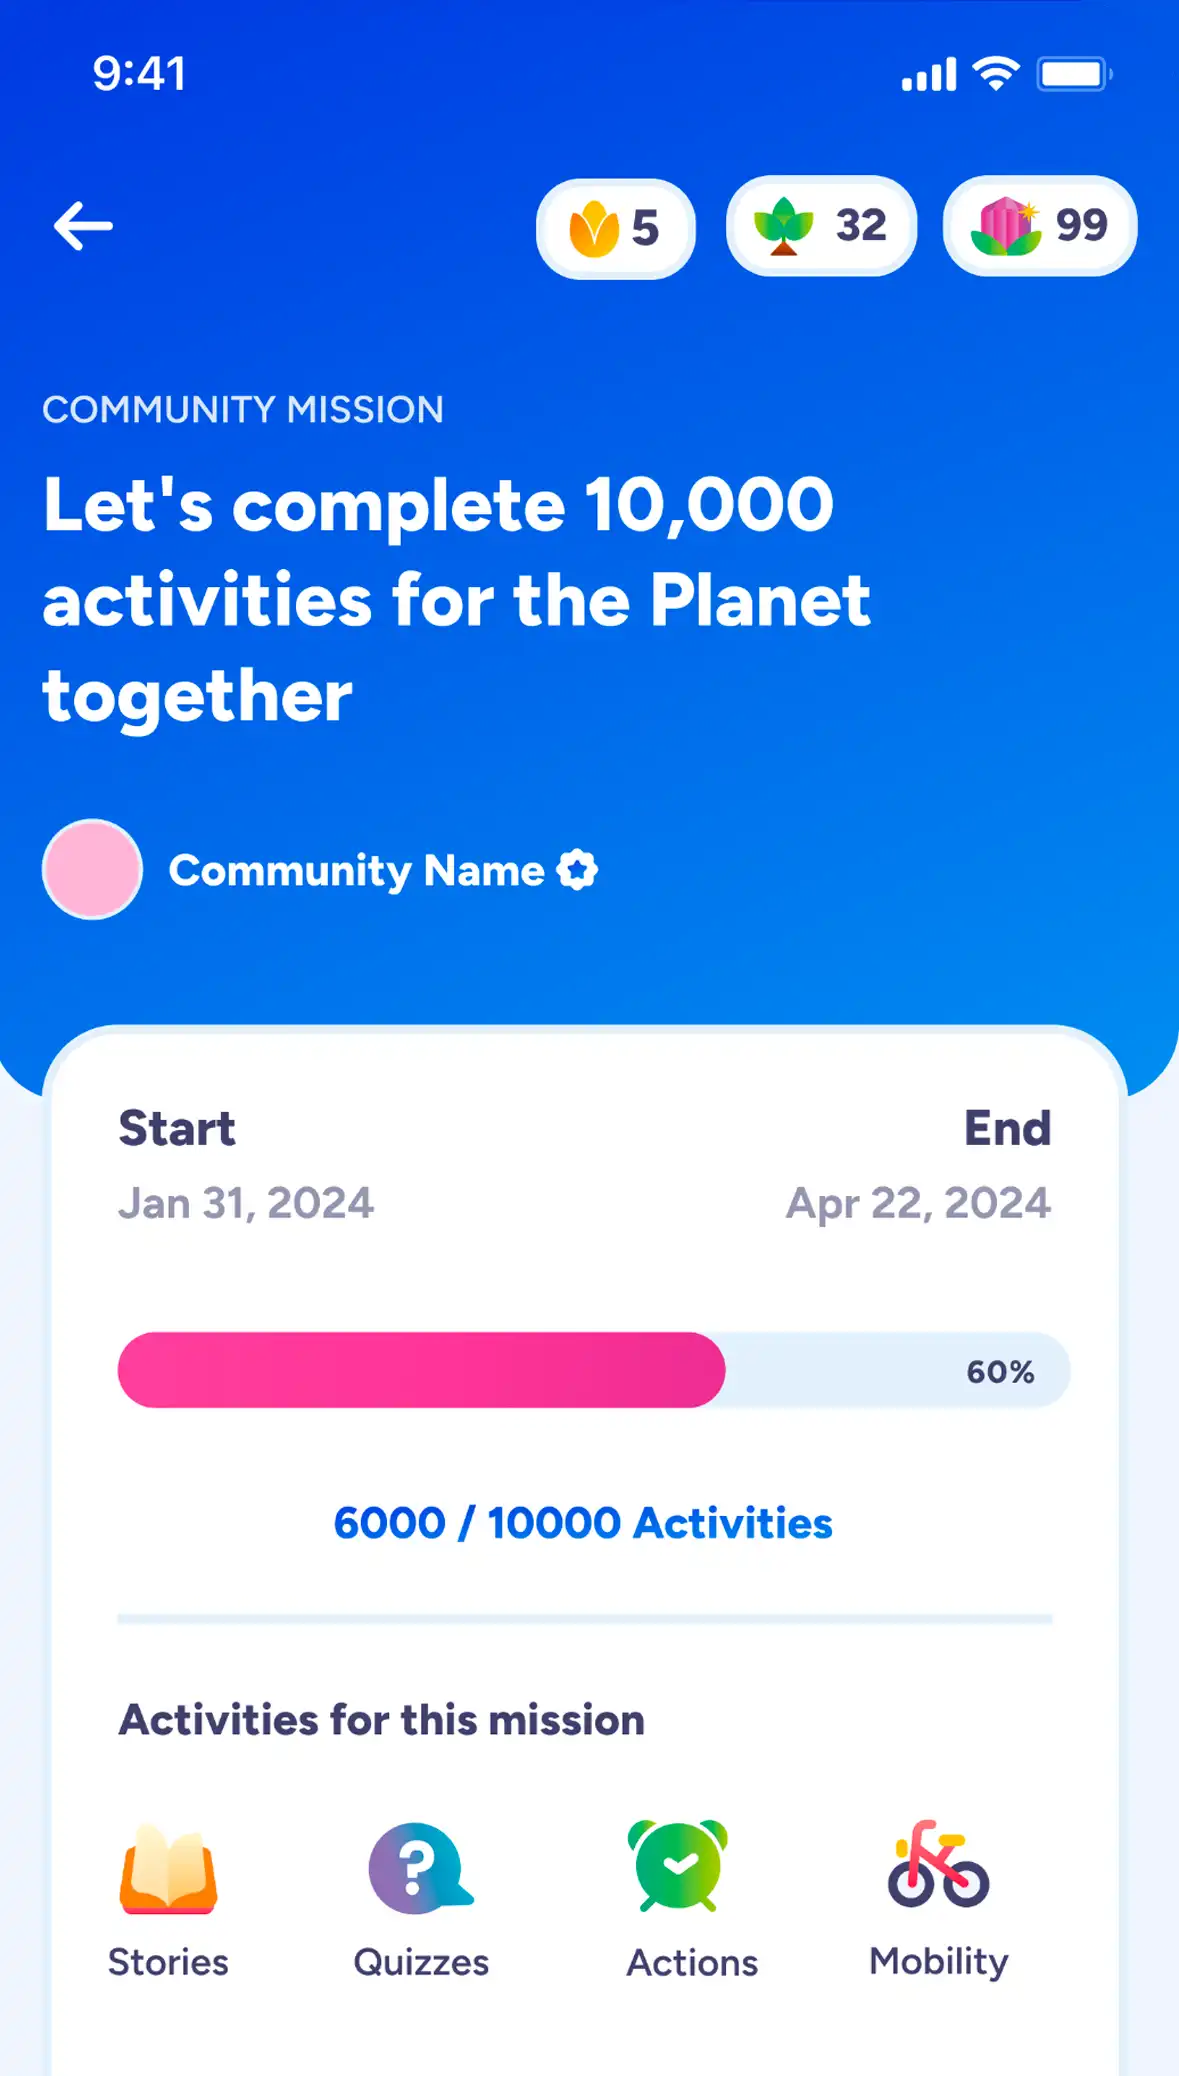 9:41
5
32
99
COMMUNITY MISSION
Let's complete 10,000
activities for the Planet
together
Community Name
Start
End
Jan 31, 2024
Apr 22, 2024
60%
6000 / 10000 Activities
Activities for this mission
?
Stories
Quizzes
Actions
Mobility